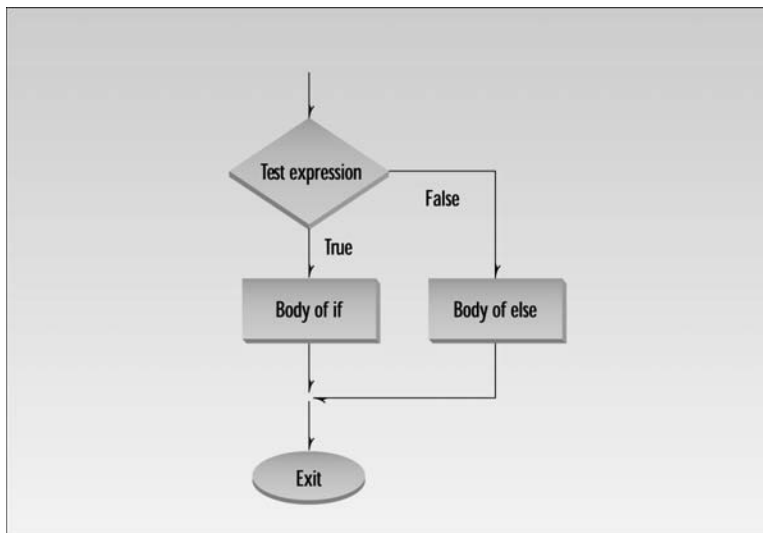 Test expression
False
True
Body of if
Body of else
Exit